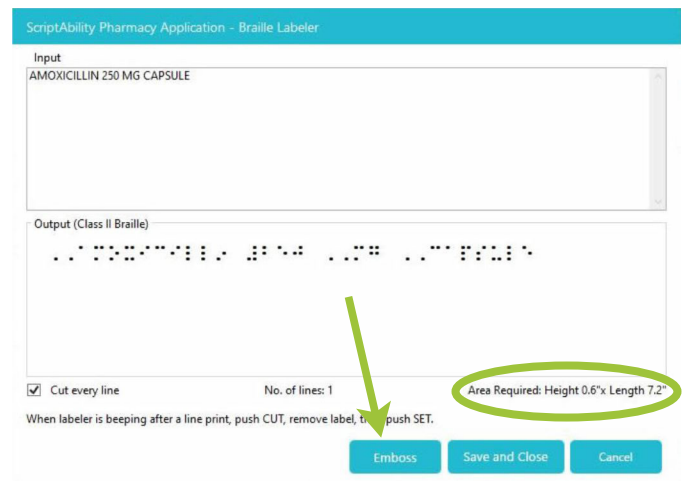 ScriptAbility Pharmacy Application - Braille Labeler
Input
AMOXICILLIN 250 MG CAPSULE
Output (Class II Braille)
⠠⠠⠁⠍⠕⠭⠊⠉⠊⠇⠇⠔ ⠼⠃⠑⠚ ⠠⠠⠍⠛ ⠠⠠⠉⠁⠏⠎⠥⠇⠑
Cut every line No. of lines: 1 Area Required: Height 0.6"x Length 7.2"
When labeler is beeping after a line print, push CUT, remove label, push SET.
Emboss Save and Close Cancel